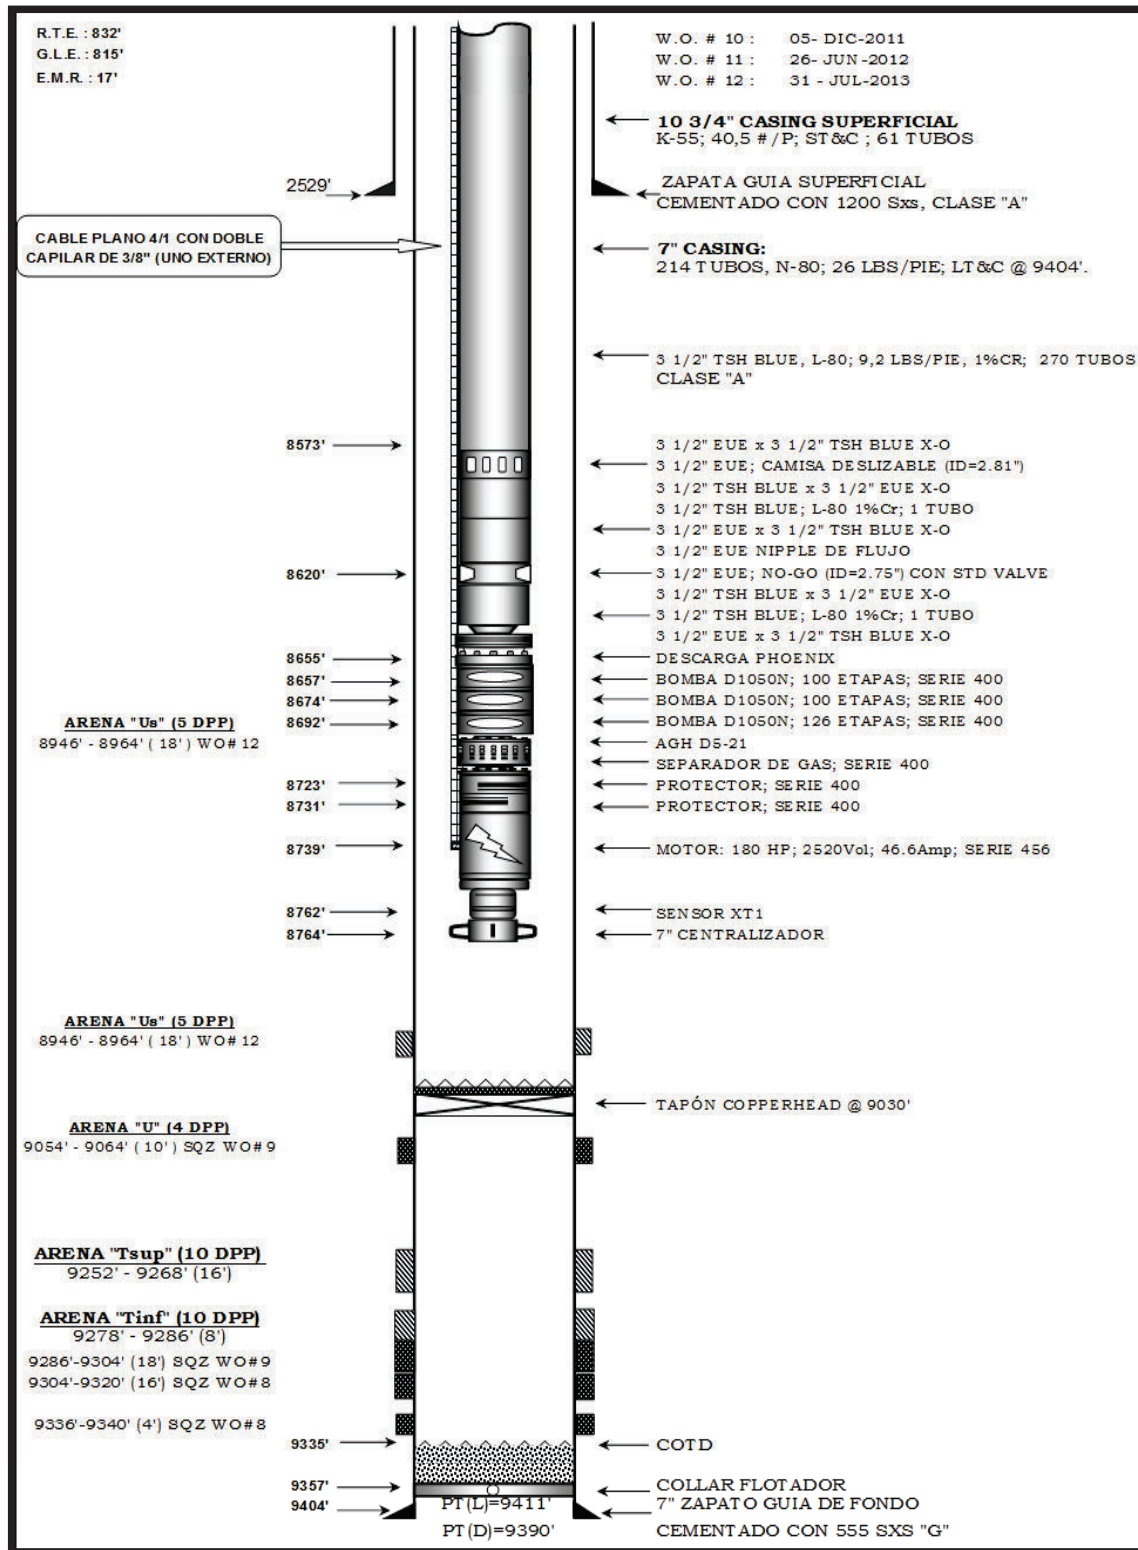 R.T.E. : 832'
G.L.E. : 815'
E.M.R. : 17'
W.O. # 10 : 05- DIC-2011
W.O. # 11 : 26- JUN -2012
W.O. # 12 : 31 - JUL-2013
10 3/4" CASING SUPERFICIAL
K-55; 40,5 # /P; ST&C ; 61 TUBOS
2529'
ZAPATA GUIA SUPERFICIAL
CEMENTADO CON 1200 Sxs, CLASE "A"
CABLE PLANO 4/1 CON DOBLE
CAPILAR DE 3/8" (UNO EXTERNO)
7" CASING:
214 TUBOS, N-80; 26 LBS/PIE; LT&C @ 9404'.
3 1/2" TSH BLUE, L-80; 9,2 LBS/PIE, 1%CR; 270 TUBOS
CLASE "A"
8573'
3 1/2" EUE x 3 1/2" TSH BLUE X-O
3 1/2" EUE; CAMISA DESLIZABLE (ID=2.81")
3 1/2" TSH BLUE x 3 1/2" EUE X-O
3 1/2" TSH BLUE; L-80 1%Cr; 1 TUBO
3 1/2" EUE x 3 1/2" TSH BLUE X-O
3 1/2" EUE NIPPLE DE FLUJO
8620'
3 1/2" EUE; NO-GO (ID=2.75") CON STD VALVE
3 1/2" TSH BLUE x 3 1/2" EUE X-O
3 1/2" TSH BLUE; L-80 1%Cr; 1 TUBO
3 1/2" EUE x 3 1/2" TSH BLUE X-O
8655'
DESCARGA PHOENIX
8657'
BOMBA D1050N; 100 ETAPAS; SERIE 400
8674'
BOMBA D1050N; 100 ETAPAS; SERIE 400
ARENA "Us" (5 DPP)
8692'
BOMBA D1050N; 126 ETAPAS; SERIE 400
8946' - 8964' ( 18' ) WO# 12
AGH D5-21
SEPARADOR DE GAS; SERIE 400
8723'
PROTECTOR; SERIE 400
8731'
PROTECTOR; SERIE 400
8739'
MOTOR: 180 HP; 2520Vol; 46.6Amp; SERIE 456
8762'
SENSOR XT1
8764'
7" CENTRALIZADOR
ARENA "Us" (5 DPP)
8946' - 8964' ( 18' ) WO# 12
TAPÓN COPPERHEAD @ 9030'
ARENA "U" (4 DPP)
9054' - 9064' ( 10' ) SQZ WO# 9
ARENA "Tsup" (10 DPP)
9252' - 9268' (16')
ARENA "Tinf" (10 DPP)
9278' - 9286' (8')
9286'-9304' (18') SQZ WO#9
9304'-9320' (16') SQZ WO#8
9336'-9340' (4') SQZ WO#8
9335'
COTD
9357'
COLLAR FLOTADOR
9404'
PT(L)=9411'
7" ZAPATO GUIA DE FONDO
PT(D)=9390'
CEMENTADO CON 555 SXS "G"